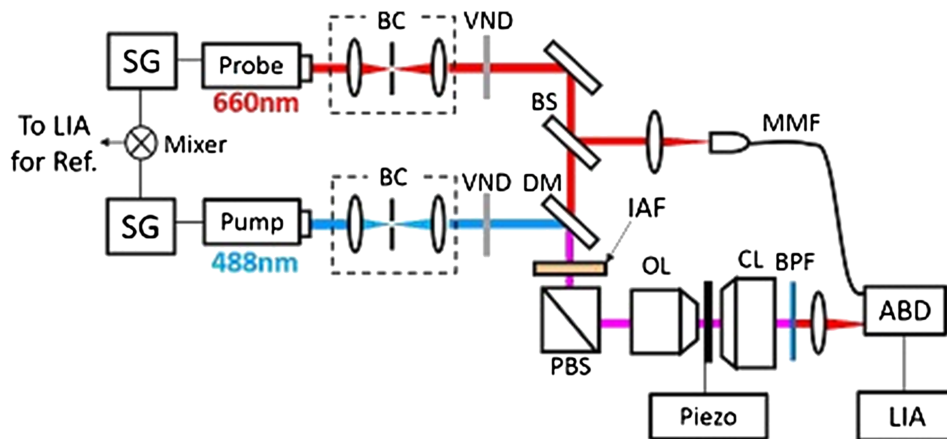 BC
VND
SG
Probe
660nm
BS
MMF
To LIA
for Ref.
Mixer
BC
VND
DM
IAF
SG
Pump
488nm
OL
CL
BPF
ABD
PBS
Piezo
LIA